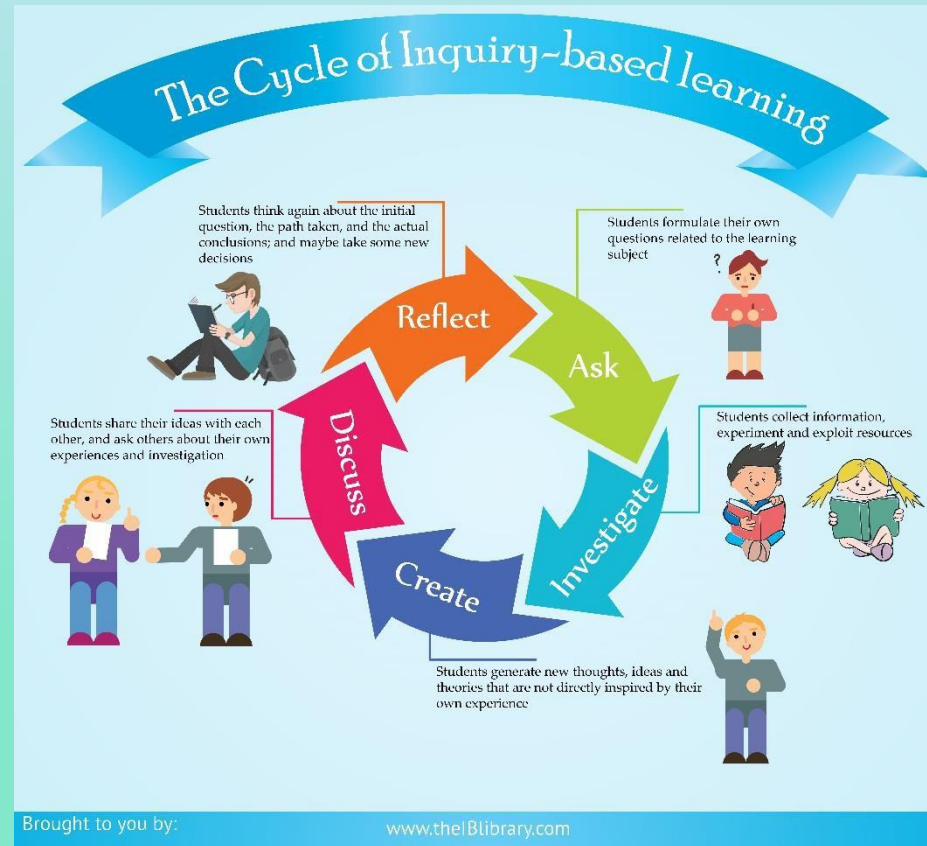 The Cycle of Inquiry-based learning
Students think again about the initial
question, the path taken, and the actual
conclusions; and maybe take some new
decisions
Students formulate their own
questions related to the learning
subject
?
Reflect
Ask
Students share their ideas with each
other, and ask others about their own
experiences and investigation
Students collect information,
experiment and exploit resources
Discuss
Investigate
Create
Students generate new thoughts, ideas and
theories that are not directly inspired by their
own experience
Brought to you by:
www.theIBlibrary.com